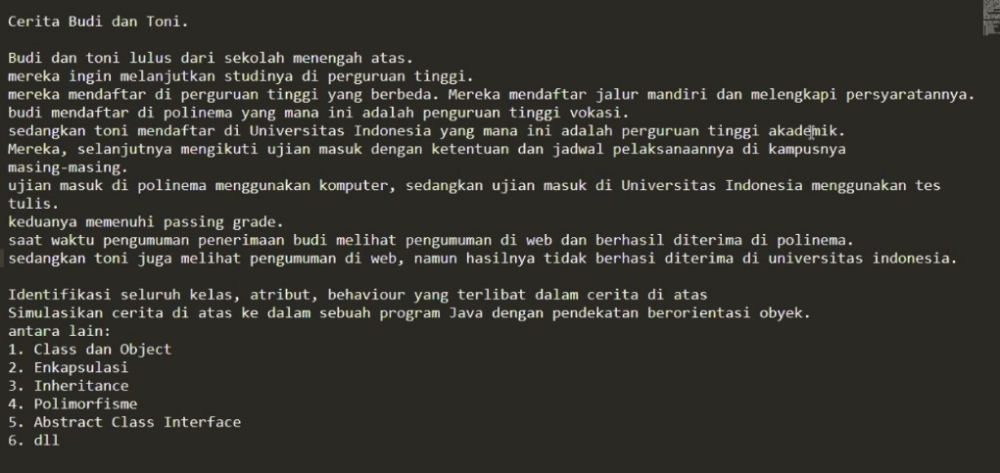 Cerita Budi dan Toni.
Budi dan toni lulus dari sekolah menengah atas.
mereka ingin melanjutkan studinya di perguruan tinggi.
mereka mendaftar di perguruan tinggi yang berbeda. Mereka mendaftar jalur mandiri dan melengkapi persyaratannya.
budi mendaftar di polinema yang mana ini adalah penguruan tinggi vokasi.
sedangkan toni mendaftar di Universitas Indonesia yang mana ini adalah perguruan tinggi akademik.
Mereka, selanjutnya mengikuti ujian masuk dengan ketentuan dan jadwal pelaksanaannya di kampusnya
masing-masing.
ujian masuk di polinema menggunakan komputer, sedangkan ujian masuk di Universitas Indonesia menggunakan tes
tulis.
keduanya memenuhi passing grade.
saat waktu pengumuman penerimaan budi melihat pengumuman di web dan berhasil diterima di polinema.
sedangkan toni juga melihat pengumuman di web, namun hasilnya tidak berhasi diterima di universitas indonesia.
Identifikasi seluruh kelas, atribut, behaviour yang terlibat dalam cerita di atas
Simulasikan cerita di atas ke dalam sebuah program Java dengan pendekatan berorientasi obyek.
antara lain:
1. Class dan Object
2. Enkapsulasi
3. Inheritance
4. Polimorfisme
5. Abstract Class Interface
6. dll